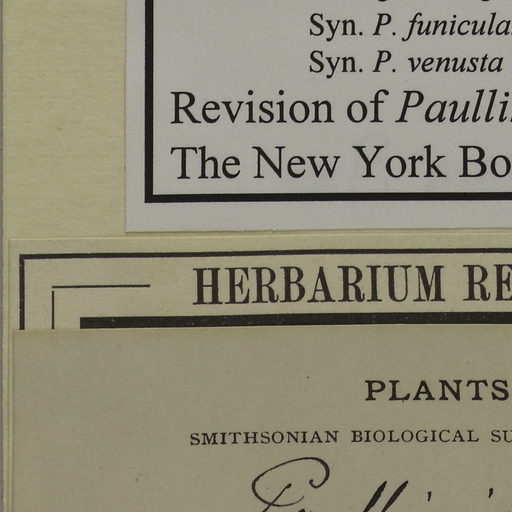 Syn. P. funicula
Syn. P. venusta
Revision of Paulli
The New York Bo
HERBARIUM RE
PLANTS
SMITHSONIAN BIOLOGICAL SU